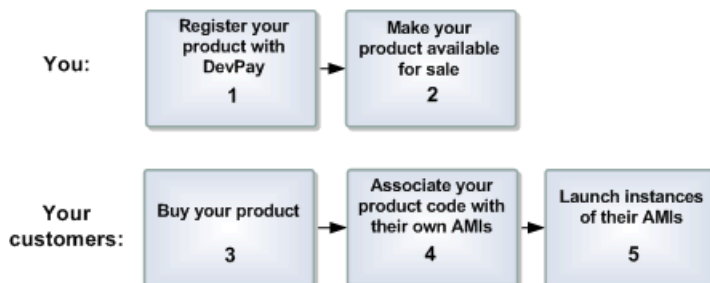 You:
Register your
product with
DevPay
1
Make your
product available
for sale
2
Your
customers:
Buy your product
3
Associate your
product code with
their own AMIs
4
Launch instances
of their AMIs
5